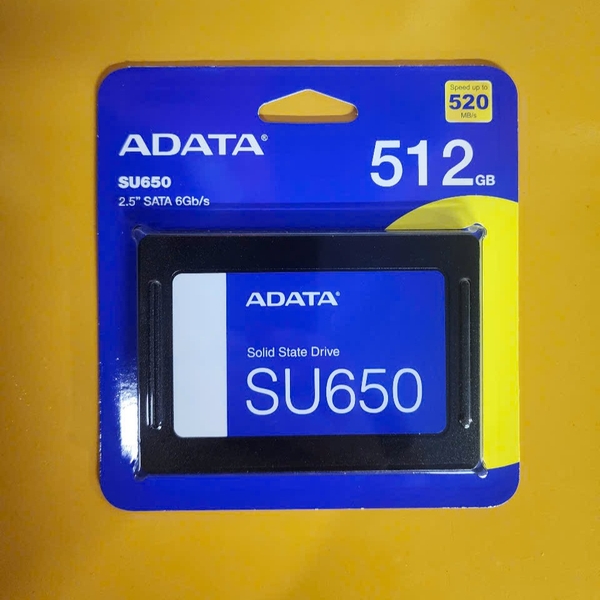 Speed up to
520
MB/s
ADATA®
512GB
SU650
2.5" SATA 6Gb/s
ADATA®
Solid State Drive
SU650